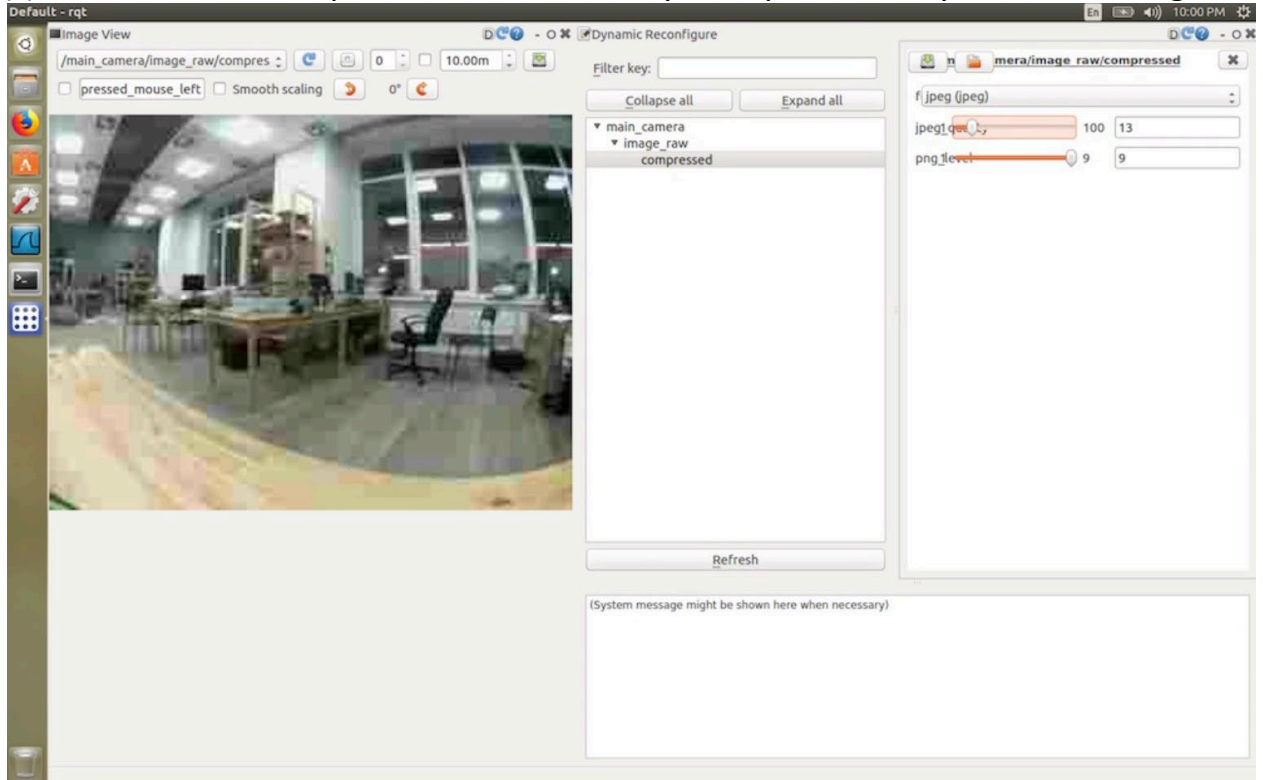 Default - rqt
En 10:00 PM
Image View
D - O ✖
Dynamic Reconfigure
D - O ✖
/main_camera/image_raw/compres
0
10.00m
pressed_mouse_left
Smooth scaling
0°
Filter key:
Collapse all
Expand all
main_camera
image_raw
compressed
Refresh
mera/image_raw/compressed
f jpeg (jpeg)
100 13
9 9
(System message might be shown here when necessary)